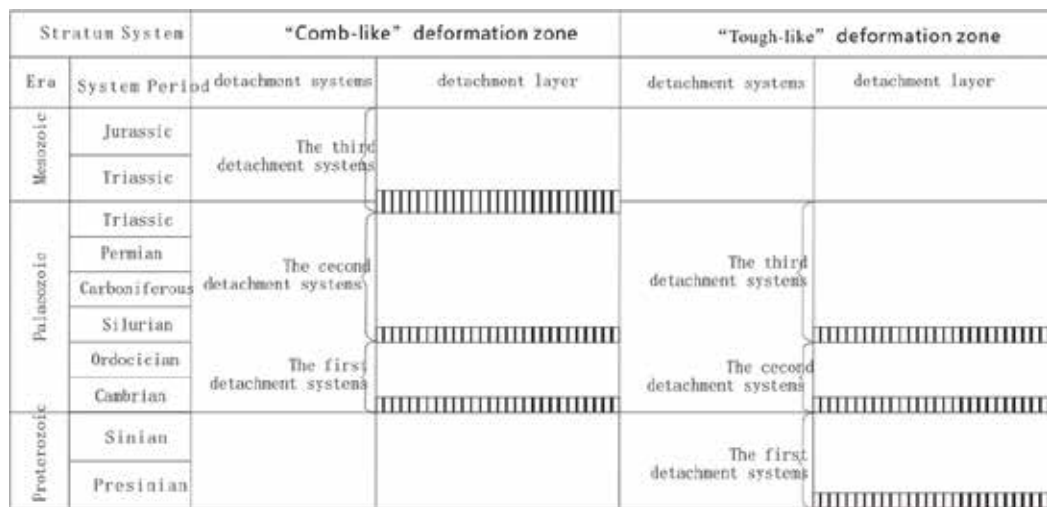 Stratum System
"Comb-like" deformation zone
"Tough-like" deformation zone
Era
System Period
detachment systems
detachment layer
detachment systems
detachment layer
Mesozoic
Jurassic
The third
detachment systems
Triassic
Palaeozoic
Triassic
Permian
Carboniferous
Silurian
Ordocician
Cambrian
The cecond
detachment systems
The first
detachment systems
The third
detachment systems
The cecond
detachment systems
Proterozoic
Sinian
Presinian
The first
detachment systems